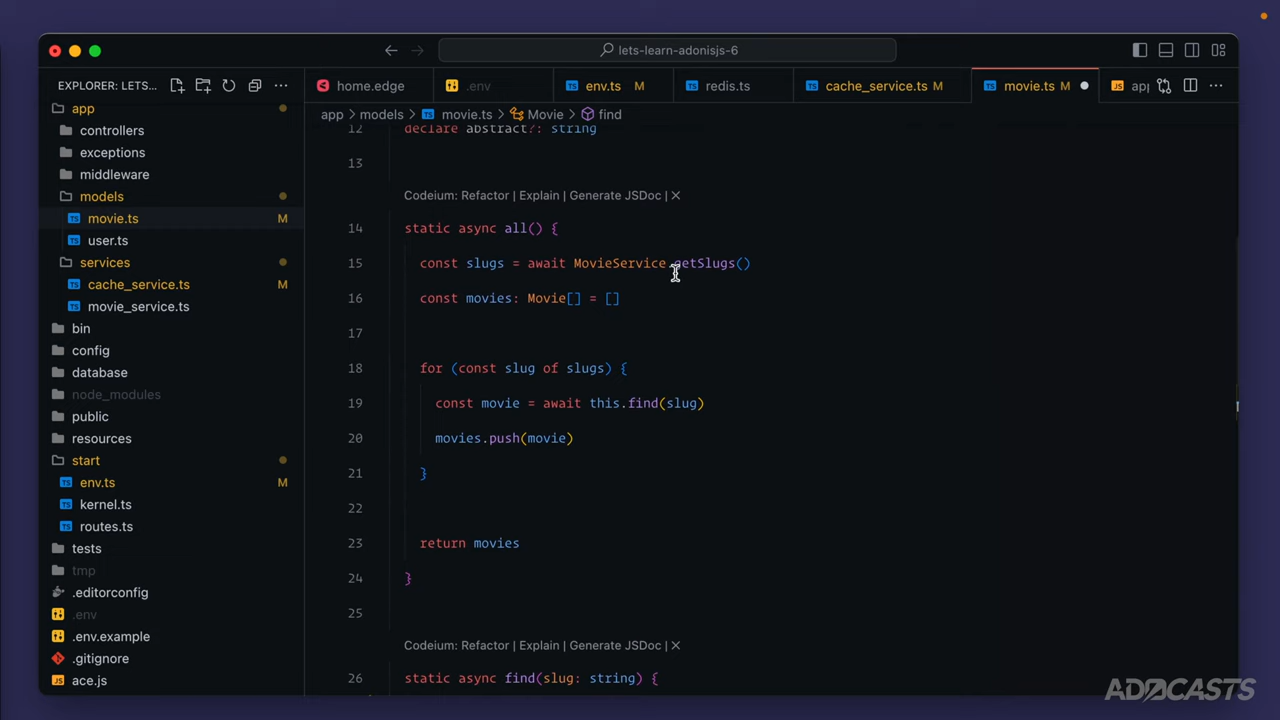 lets-learn-adonisjs-6
EXPLORER: LETS...
home.edge
.env
env.ts M
redis.ts
cache_service.ts M
movie.ts M
app
app > models > movie.ts > Movie > find
app
controllers
exceptions
middleware
models
movie.ts M
user.ts
services
cache_service.ts M
movie_service.ts
bin
config
database
node_modules
public
resources
start
env.ts M
kernel.ts
routes.ts
tests
tmp
.editorconfig
.env
.env.example
.gitignore
ace.js
12 declare abstract?: string
13
Codeium: Refactor | Explain | Generate JSDoc | ✕
14 static async all() {
15 const slugs = await MovieService.getSlugs()
16 const movies: Movie[] = []
17
18 for (const slug of slugs) {
19 const movie = await this.find(slug)
20 movies.push(movie)
21 }
22
23 return movies
24 }
25
Codeium: Refactor | Explain | Generate JSDoc | ✕
26 static async find(slug: string) {
ADOCASTS